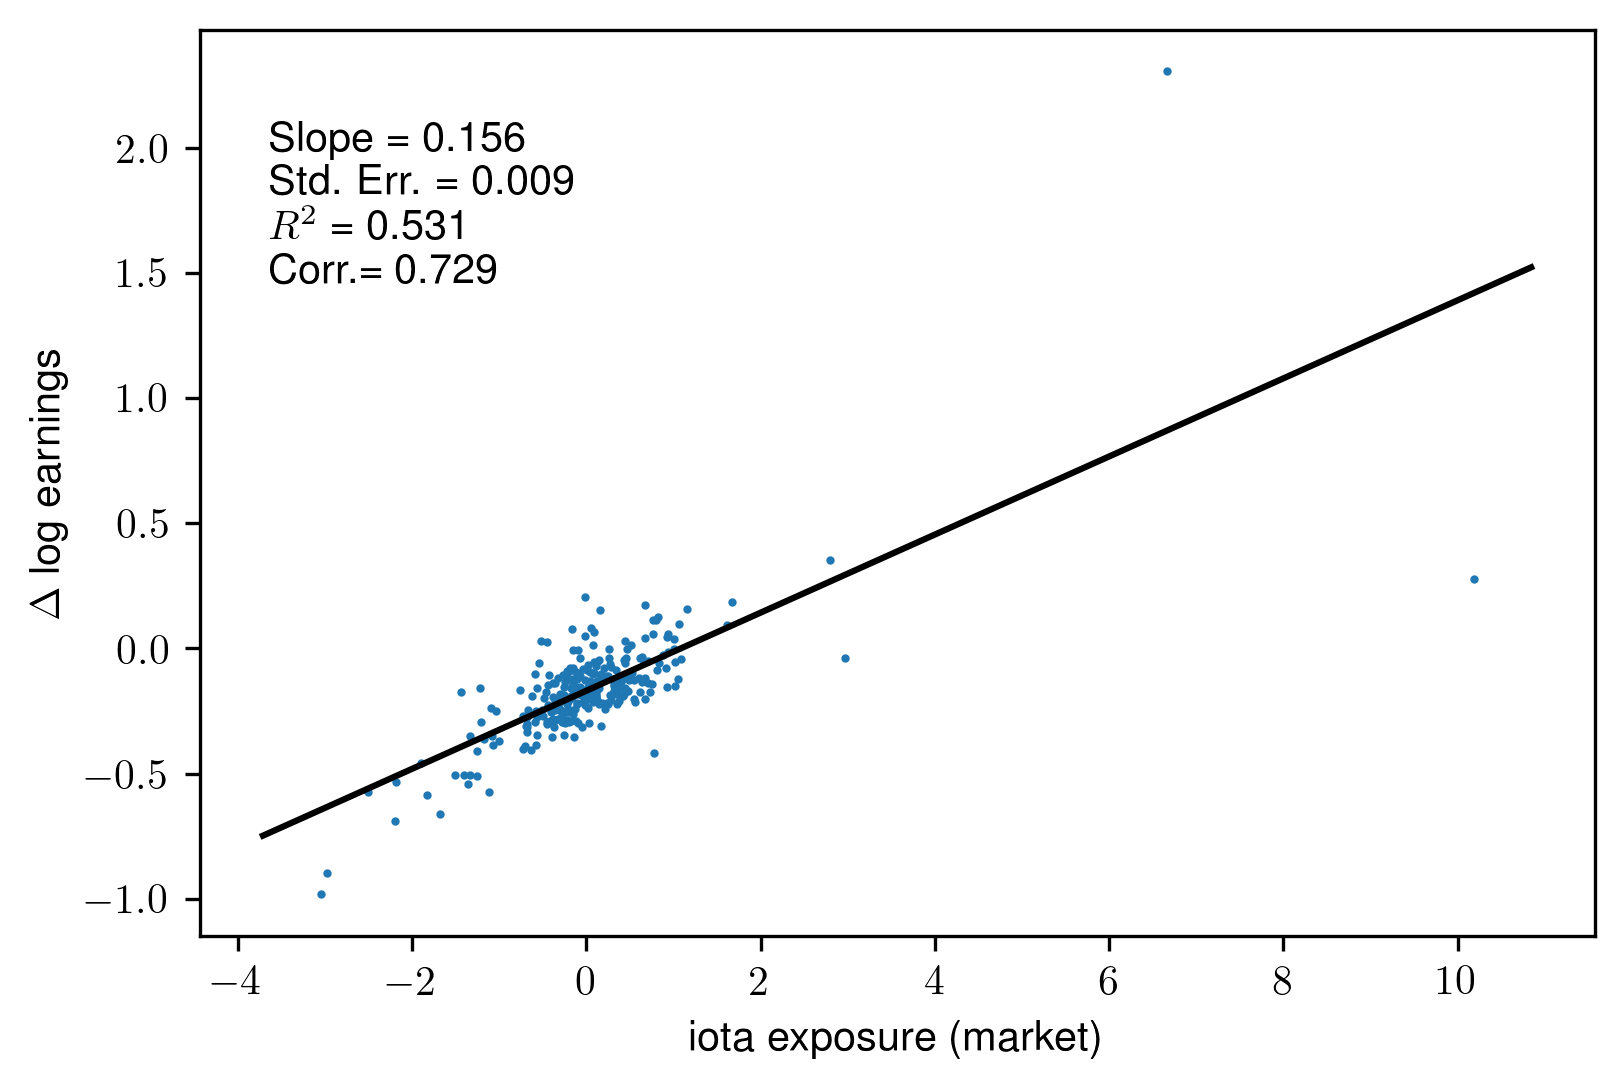 Slope = 0.156
Std. Err. = 0.009
R² = 0.531
Corr.= 0.729
Δ log earnings
2.0
1.5
1.0
0.5
0.0
−0.5
−1.0
−4 −2 0 2 4 6 8 10
iota exposure (market)